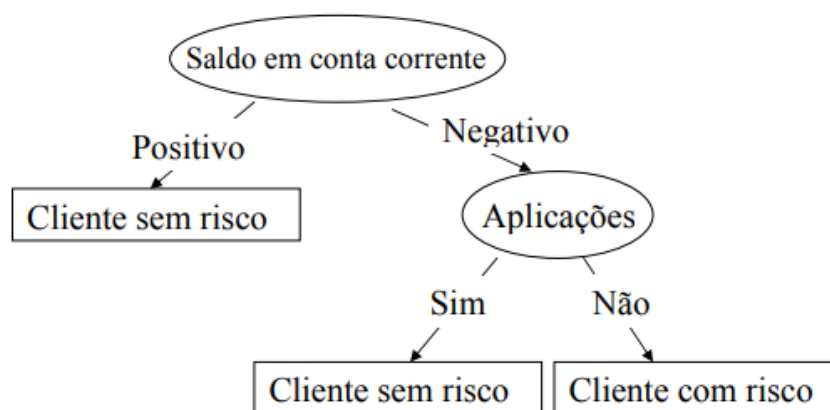 Saldo em conta corrente
Positivo
Negativo
Cliente sem risco
Aplicações
Sim
Não
Cliente sem risco
Cliente com risco